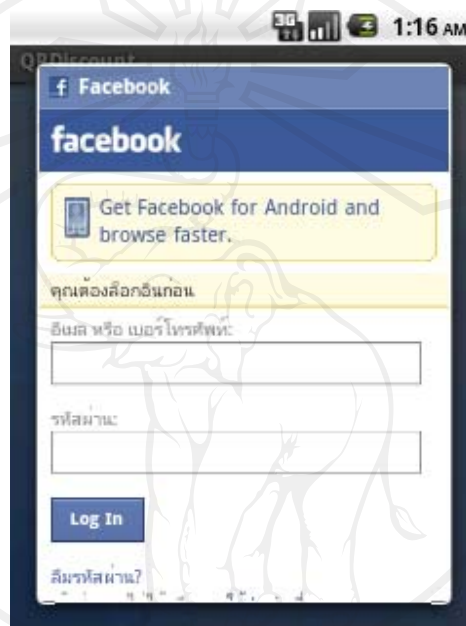 1:16 AM
QRDiscount
Facebook
facebook
Get Facebook for Android and
browse faster.
คุณต้องล็อกอินก่อน
อีเมล หรือ เบอร์โทรศัพท์:
รหัสผ่าน:
Log In
ลืมรหัสผ่าน?